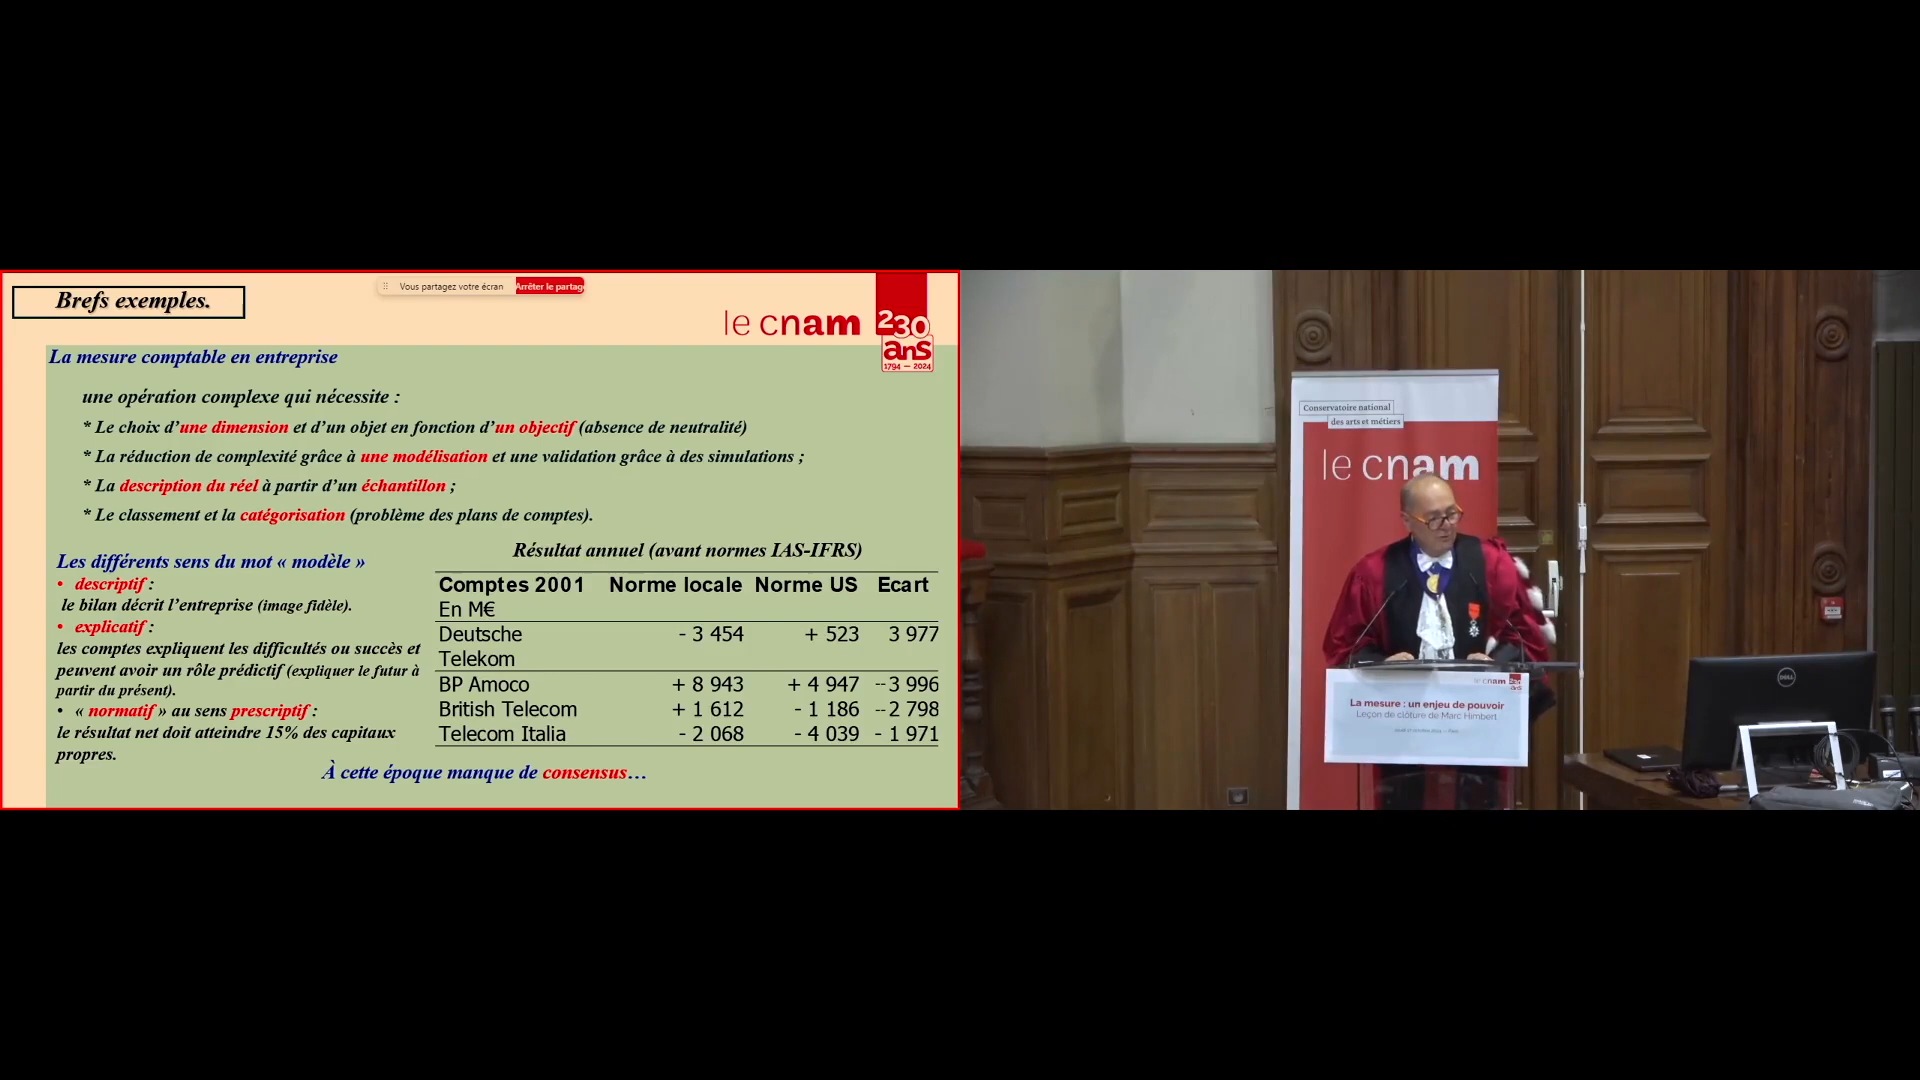 Brefs exemples.
Vous partagez votre écran
Arrêter le partag
le cnam
230
ans
1794 — 2024
La mesure comptable en entreprise
une opération complexe qui nécessite :
* Le choix d’une dimension et d’un objet en fonction d’un objectif (absence de neutralité)
* La réduction de complexité grâce à une modélisation et une validation grâce à des simulations ;
* La description du réel à partir d’un échantillon ;
* Le classement et la catégorisation (problème des plans de comptes).
Les différents sens du mot « modèle »
• descriptif :
le bilan décrit l’entreprise (image fidèle).
• explicatif :
les comptes expliquent les difficultés ou succès et
peuvent avoir un rôle prédictif (expliquer le futur à
partir du présent).
• « normatif » au sens prescriptif :
le résultat net doit atteindre 15% des capitaux
propres.
Résultat annuel (avant normes IAS-IFRS)
Comptes 2001 Norme locale Norme US Ecart
En M€
Deutsche - 3 454 + 523 3 977
Telekom
BP Amoco + 8 943 + 4 947 --3 996
British Telecom + 1 612 - 1 186 --2 798
Telecom Italia - 2 068 - 4 039 - 1 971
À cette époque manque de consensus…
Conservatoire national
des arts et métiers
le cnam
le cnam 230
ans
La mesure : un enjeu de pouvoir
Leçon de clôture de Marc Himbert
DELL